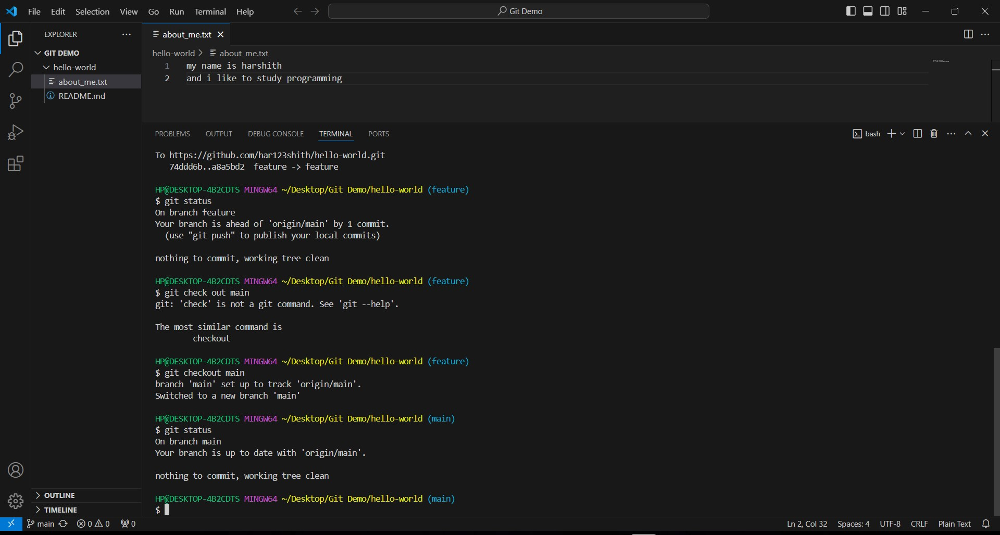 File Edit Selection View Go Run Terminal Help
Git Demo
EXPLORER
GIT DEMO
hello-world
about_me.txt
README.md
OUTLINE
TIMELINE
about_me.txt
hello-world > about_me.txt
1 my name is harshith
2 and i like to study programming
PROBLEMS OUTPUT DEBUG CONSOLE TERMINAL PORTS
bash
To https://github.com/har123shith/hello-world.git
74ddd6b..a8a5bd2 feature -> feature
HP@DESKTOP-4B2CDTS MINGW64 ~/Desktop/Git Demo/hello-world (feature)
$ git status
On branch feature
Your branch is ahead of 'origin/main' by 1 commit.
(use "git push" to publish your local commits)
nothing to commit, working tree clean
HP@DESKTOP-4B2CDTS MINGW64 ~/Desktop/Git Demo/hello-world (feature)
$ git check out main
git: 'check' is not a git command. See 'git --help'.
The most similar command is
checkout
HP@DESKTOP-4B2CDTS MINGW64 ~/Desktop/Git Demo/hello-world (feature)
$ git checkout main
branch 'main' set up to track 'origin/main'.
Switched to a new branch 'main'
HP@DESKTOP-4B2CDTS MINGW64 ~/Desktop/Git Demo/hello-world (main)
$ git status
On branch main
Your branch is up to date with 'origin/main'.
nothing to commit, working tree clean
HP@DESKTOP-4B2CDTS MINGW64 ~/Desktop/Git Demo/hello-world (main)
$
main 0 0 0
Ln 2, Col 32 Spaces: 4 UTF-8 CRLF Plain Text